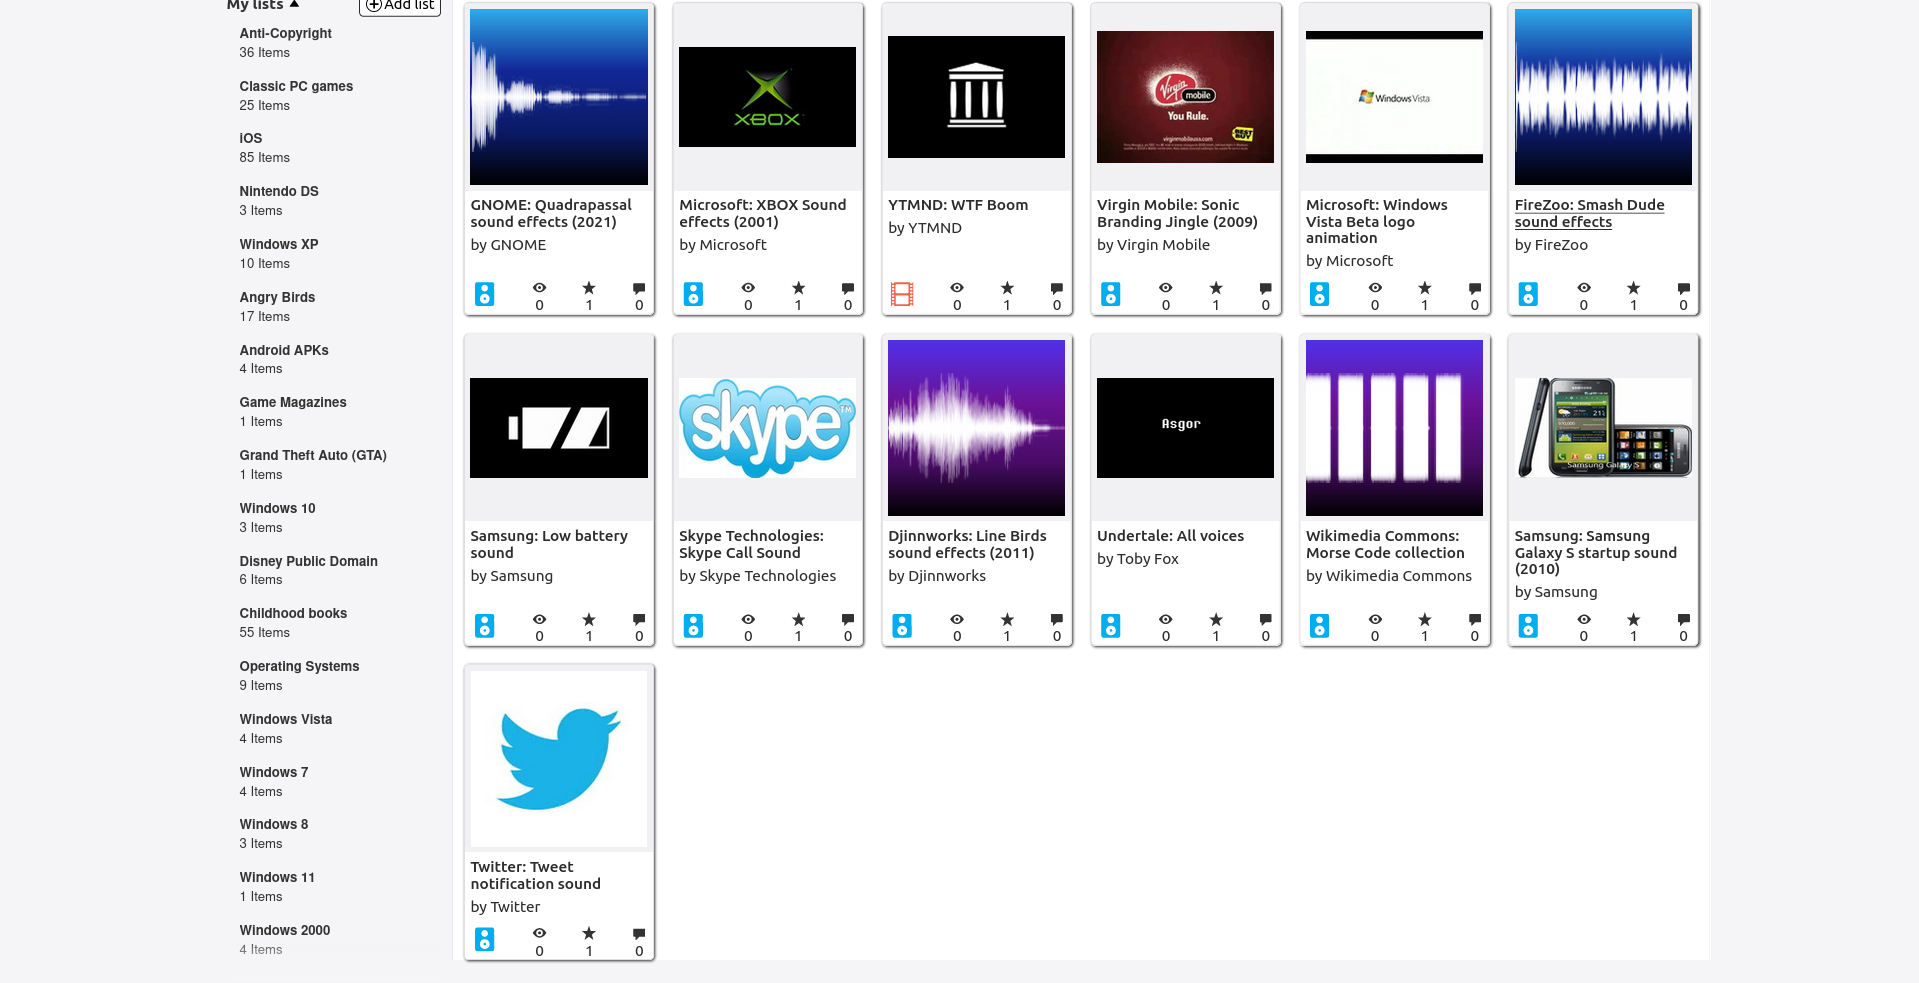 My lists
Add list
Anti-Copyright
36 Items
Classic PC games
25 Items
iOS
85 Items
Nintendo DS
3 Items
Windows XP
10 Items
Angry Birds
17 Items
Android APKs
4 Items
Game Magazines
1 Items
Grand Theft Auto (GTA)
1 Items
Windows 10
3 Items
Disney Public Domain
6 Items
Childhood books
55 Items
Operating Systems
9 Items
Windows Vista
4 Items
Windows 7
4 Items
Windows 8
3 Items
Windows 11
1 Items
Windows 2000
4 Items
GNOME: Quadrapassal
sound effects (2021)
by GNOME
0 1 0
XBOX
Microsoft: XBOX Sound
effects (2001)
by Microsoft
0 1 0
YTMND: WTF Boom
by YTMND
0 1 0
Virgin
mobile
You Rule.
virginmobileusa.com
BEST BUY
Virgin Mobile: Sonic
Branding Jingle (2009)
by Virgin Mobile
0 1 0
Windows Vista
Microsoft: Windows
Vista Beta logo
animation
by Microsoft
0 1 0
FireZoo: Smash Dude
sound effects
by FireZoo
0 1 0
Samsung: Low battery
sound
by Samsung
0 1 0
skype
TM
Skype Technologies:
Skype Call Sound
by Skype Technologies
0 1 0
Djinnworks: Line Birds
sound effects (2011)
by Djinnworks
0 1 0
Asgor
Undertale: All voices
by Toby Fox
0 1 0
Wikimedia Commons:
Morse Code collection
by Wikimedia Commons
0 1 0
SAMSUNG
Samsung Galaxy S
Samsung: Samsung
Galaxy S startup sound
(2010)
by Samsung
0 1 0
Twitter: Tweet
notification sound
by Twitter
0 1 0